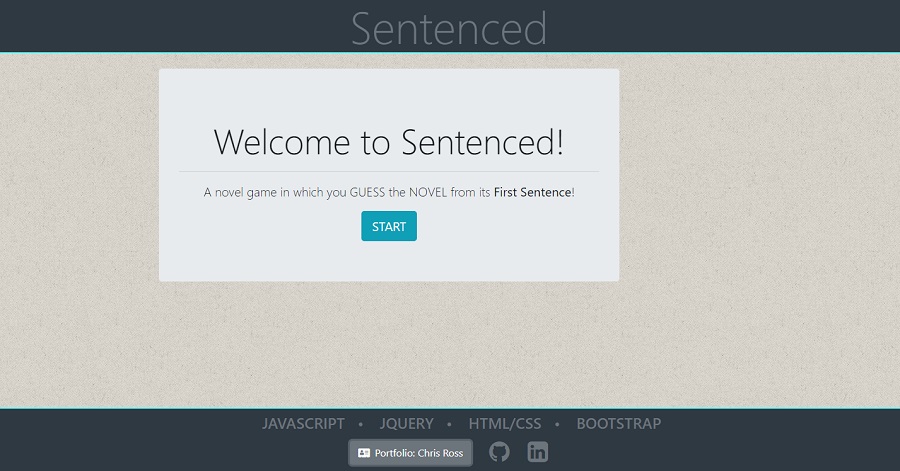 Sentenced
Welcome to Sentenced!
A novel game in which you GUESS the NOVEL from its First Sentence!
START
JAVASCRIPT • JQUERY • HTML/CSS • BOOTSTRAP
Portfolio: Chris Ross
in